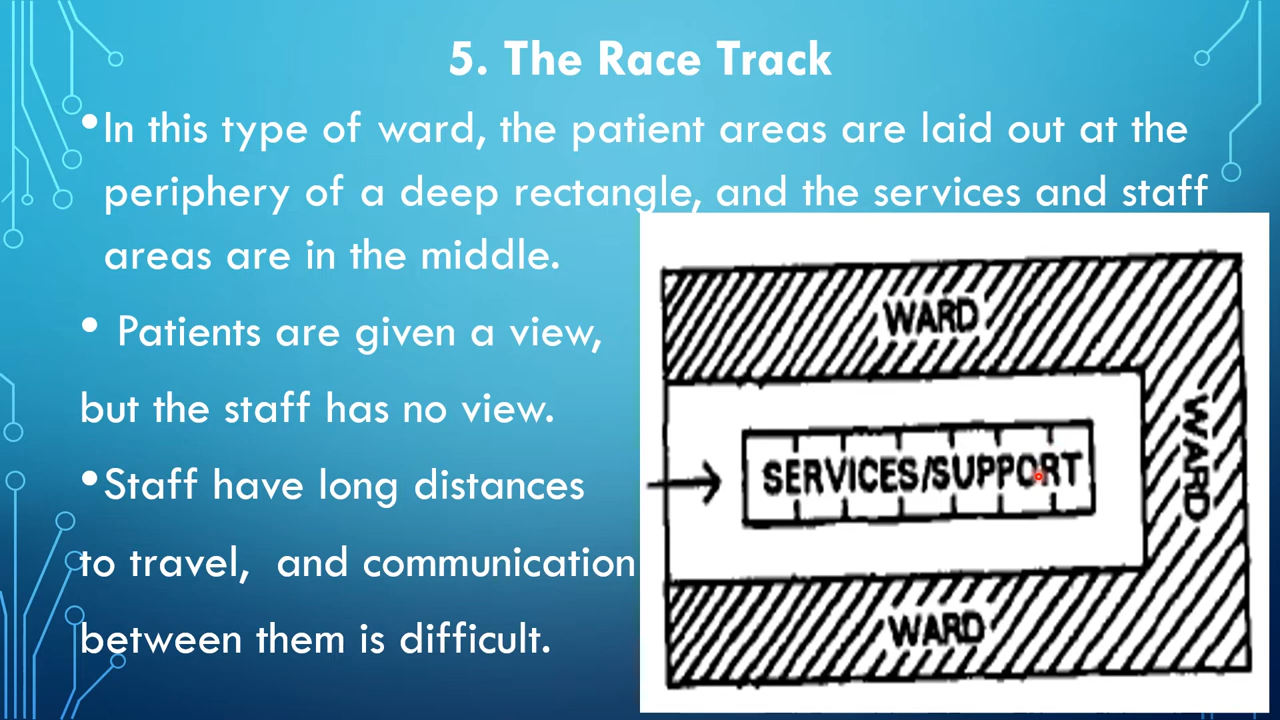 5. The Race Track
•In this type of ward, the patient areas are laid out at the
periphery of a deep rectangle, and the services and staff
areas are in the middle.
• Patients are given a view,
but the staff has no view.
•Staff have long distances
to travel, and communication
between them is difficult.
WARD
SERVICES/SUPPORT
WARD
WARD